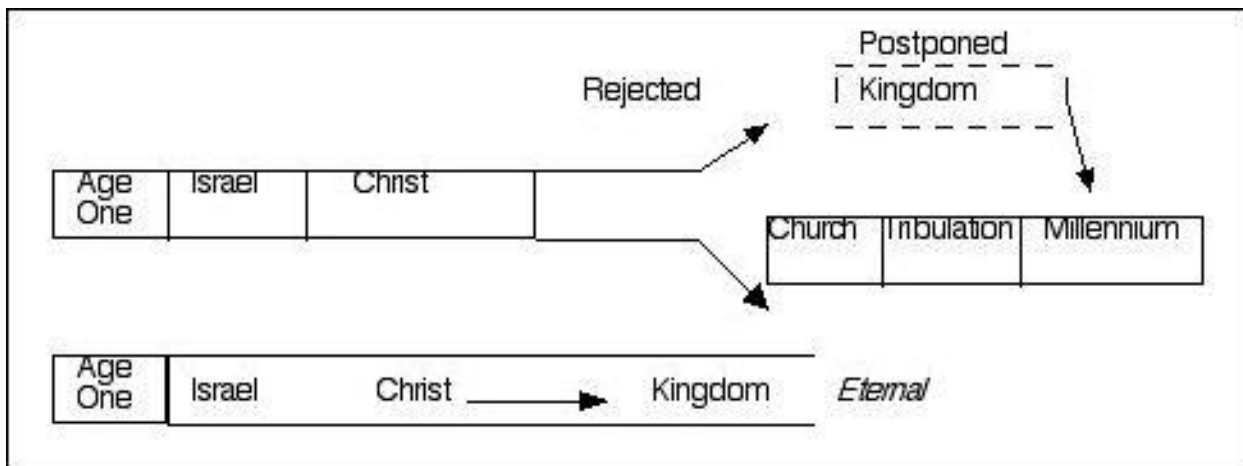 Postponed
Rejected
Kingdom
Age
One
Israel
Christ
Church
Tribulation
Millennium
Age
One
Israel
Christ
Kingdom
Eternal